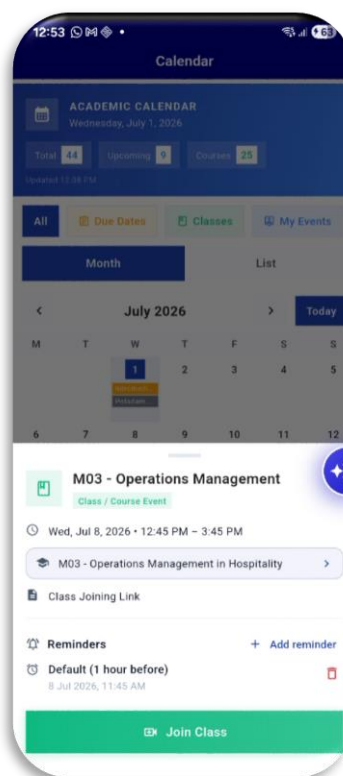 12:53
63
Calendar
ACADEMIC CALENDAR
Wednesday, July 1, 2026
Total 44 Upcoming 9 Courses 25
Updated 12:38 PM
All Due Dates Classes My Events
Month List
July 2026 Today
M T W T F S S
1 2 3 4 5
6 7 8 9 10 11 12
M03 - Operations Management
Class / Course Event
Wed, Jul 8, 2026 • 12:45 PM – 3:45 PM
M03 - Operations Management in Hospitality
Class Joining Link
Reminders + Add reminder
Default (1 hour before)
8 Jul 2026, 11:45 AM
Join Class